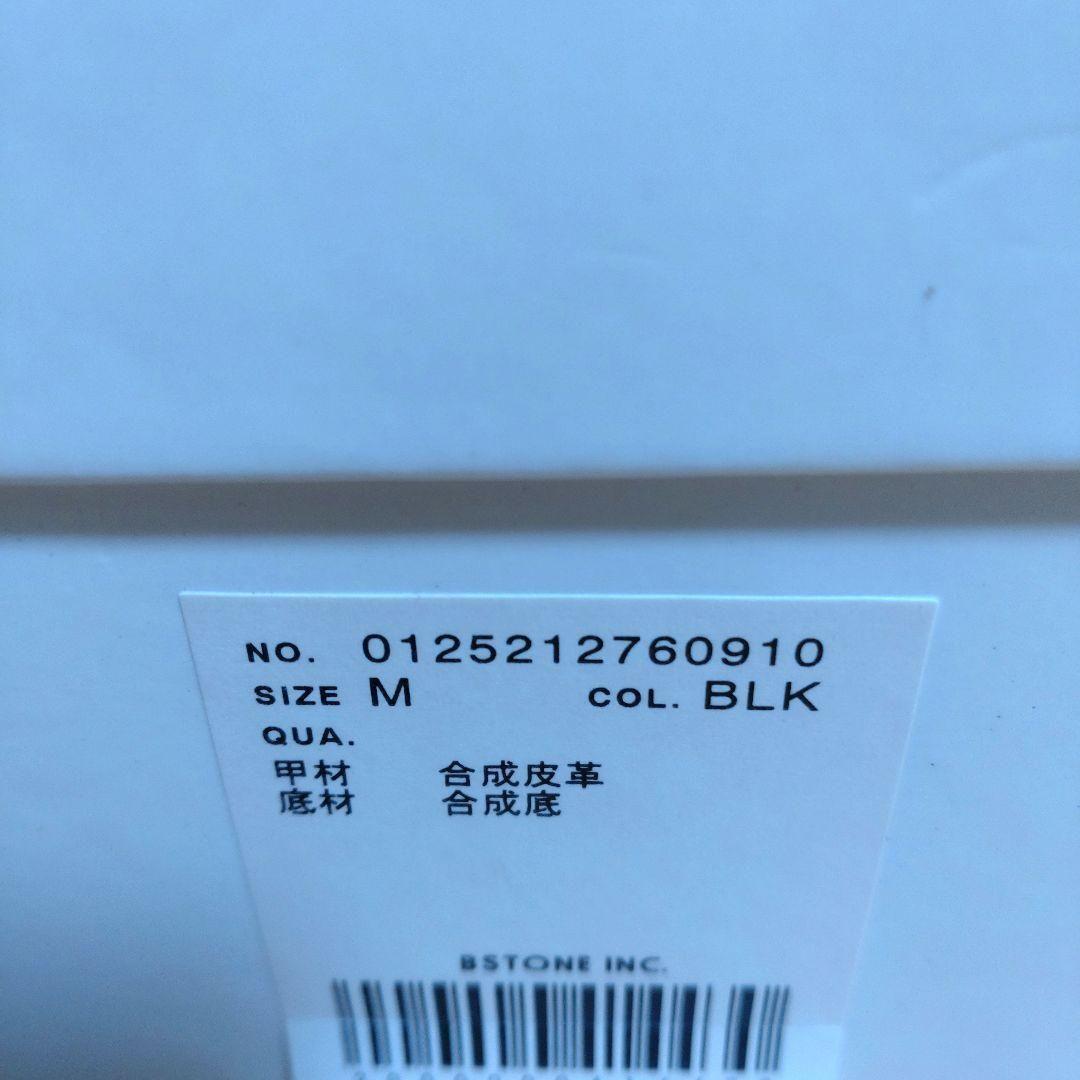 NO. 0125212760910
SIZE M COL. BLK
QUA.
甲材 合成皮革
底材 合成底
BSTONE INC.